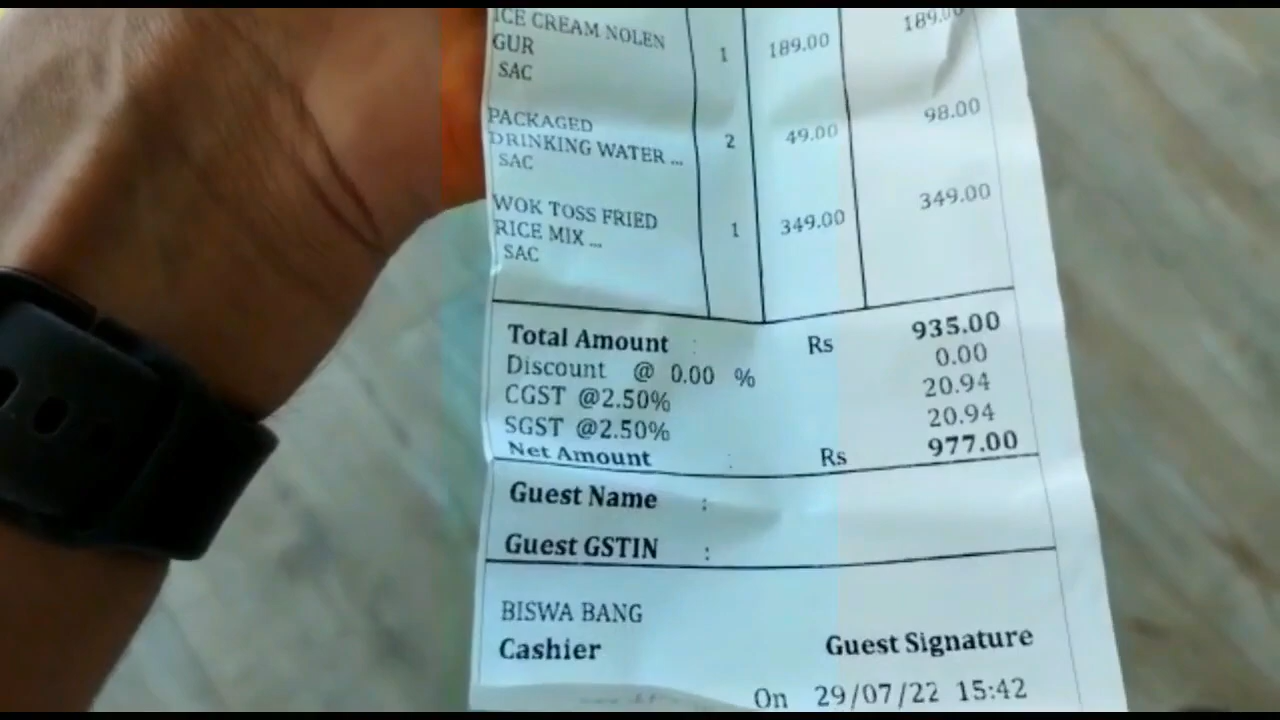 ICE CREAM NOLEN 1 189.00 189.00
GUR
SAC
PACKAGED 2 49.00 98.00
DRINKING WATER ...
SAC
WOK TOSS FRIED 1 349.00 349.00
RICE MIX ...
SAC
Total Amount : Rs 935.00
Discount @ 0.00 % 0.00
CGST @2.50% 20.94
SGST @2.50% 20.94
Net Amount : Rs 977.00
Guest Name :
Guest GSTIN :
BISWA BANG
Cashier Guest Signature
On 29/07/22 15:42